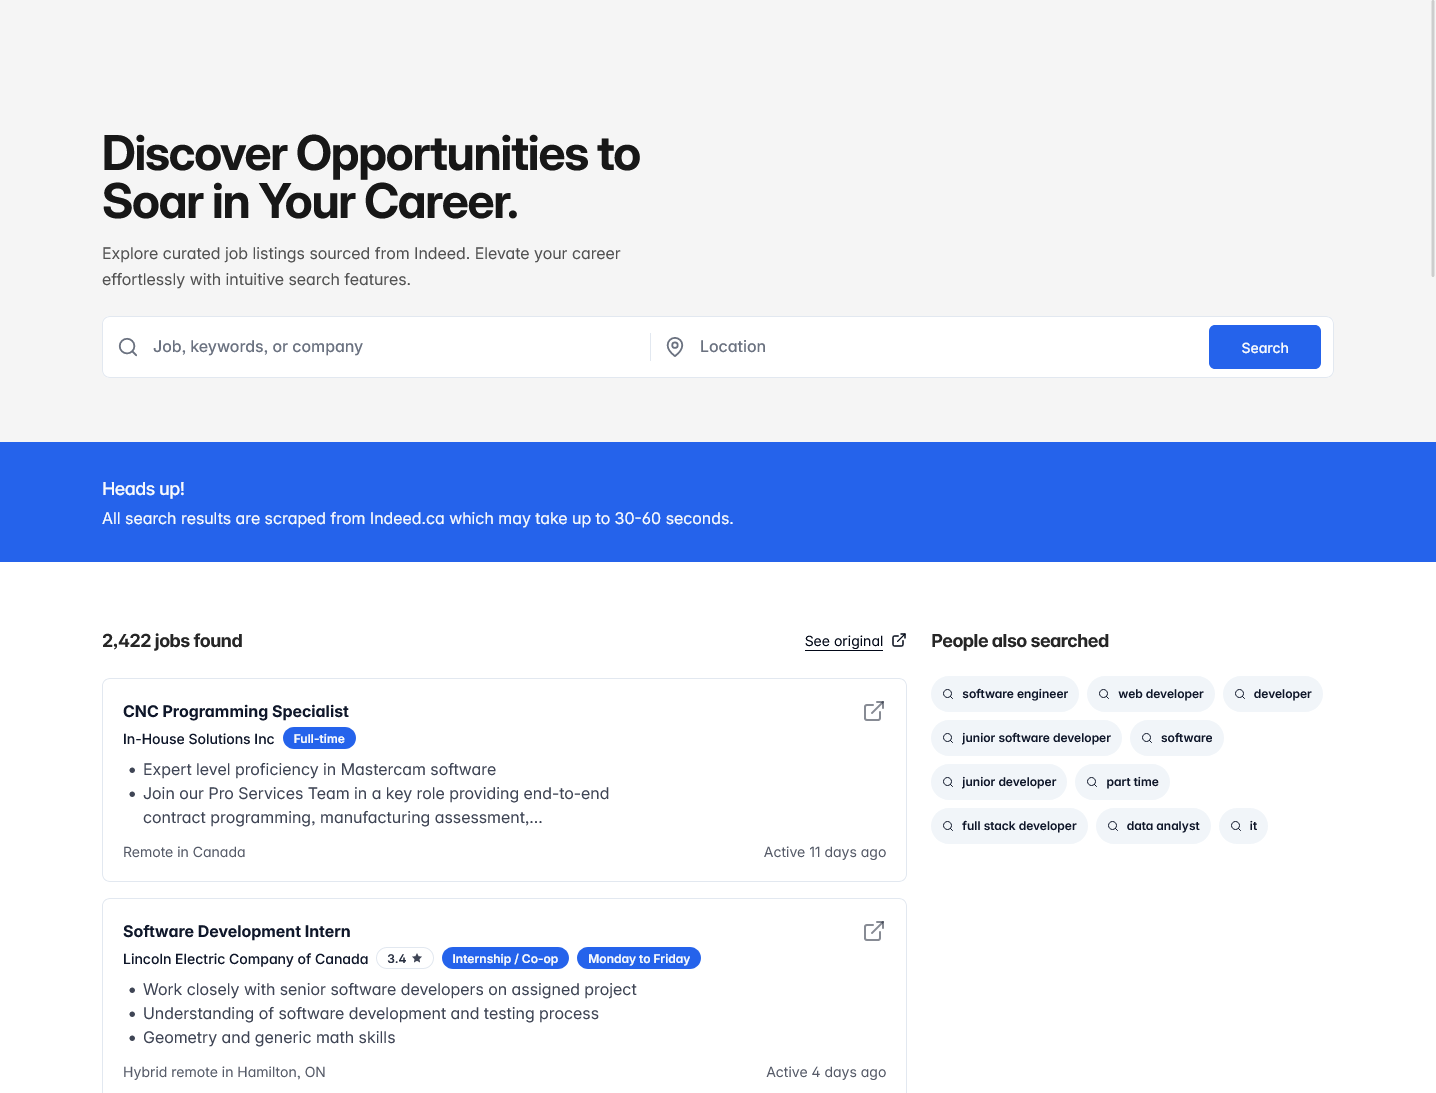 Discover Opportunities to
Soar in Your Career.
Explore curated job listings sourced from Indeed. Elevate your career
effortlessly with intuitive search features.
Job, keywords, or company
Location
Search
Heads up!
All search results are scraped from Indeed.ca which may take up to 30-60 seconds.
2,422 jobs found
See original
CNC Programming Specialist
In-House Solutions Inc Full-time
• Expert level proficiency in Mastercam software
• Join our Pro Services Team in a key role providing end-to-end
contract programming, manufacturing assessment,...
Remote in Canada
Active 11 days ago
Software Development Intern
Lincoln Electric Company of Canada 3.4 ★ Internship / Co-op Monday to Friday
• Work closely with senior software developers on assigned project
• Understanding of software development and testing process
• Geometry and generic math skills
Hybrid remote in Hamilton, ON
Active 4 days ago
People also searched
software engineer web developer developer
junior software developer software
junior developer part time
full stack developer data analyst it